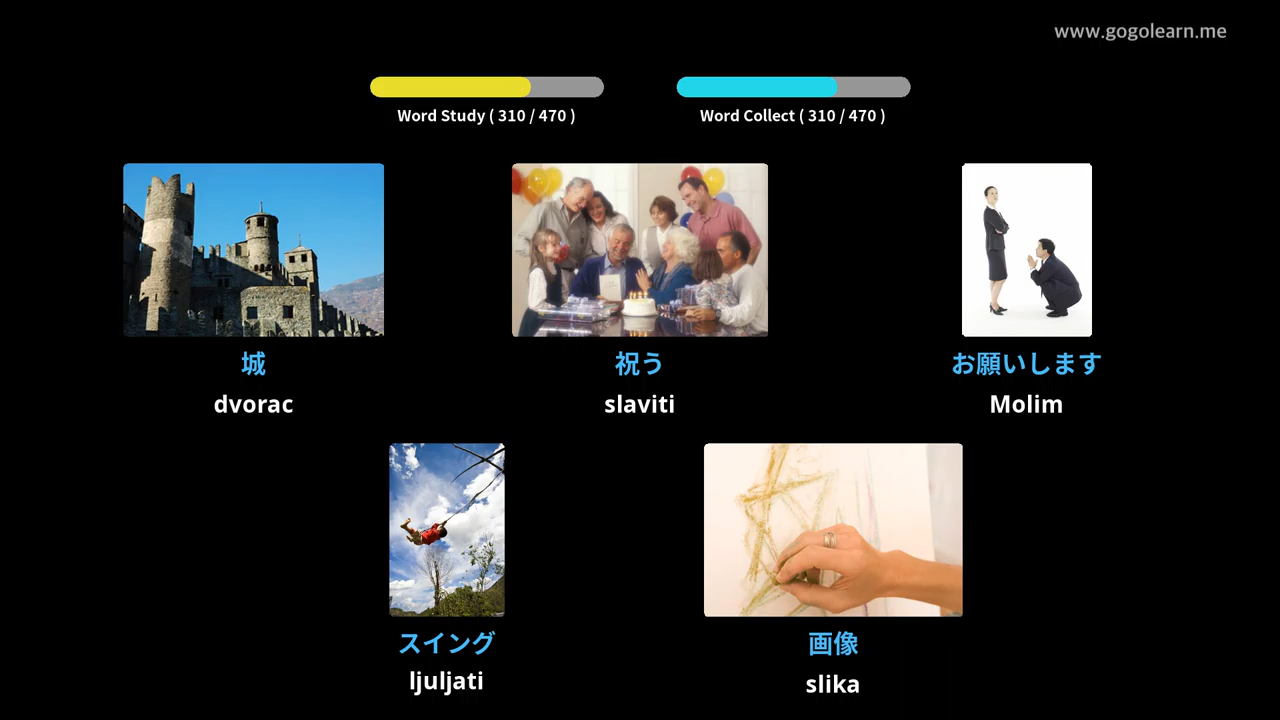 www.gogolearn.me
Word Study ( 310 / 470 )
Word Collect ( 310 / 470 )
城
dvorac
祝う
slaviti
お願いします
Molim
スイング
ljuljati
画像
slika